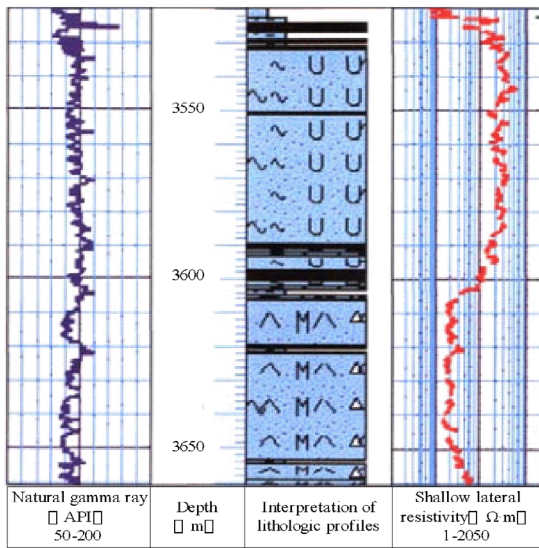 3550
3600
3650
Natural gamma ray
▯ API▯
50-200
Depth
▯ m▯
Interpretation of
lithologic profiles
Shallow lateral
resistivity▯ Ω·m▯
1-2050